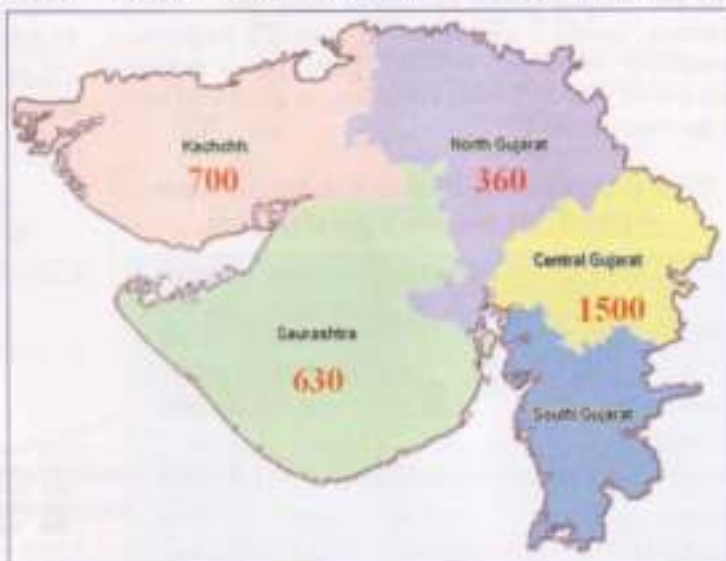 Kachchh
700
North Gujarat
360
Central Gujarat
1500
Saurashtra
630
South Gujarat